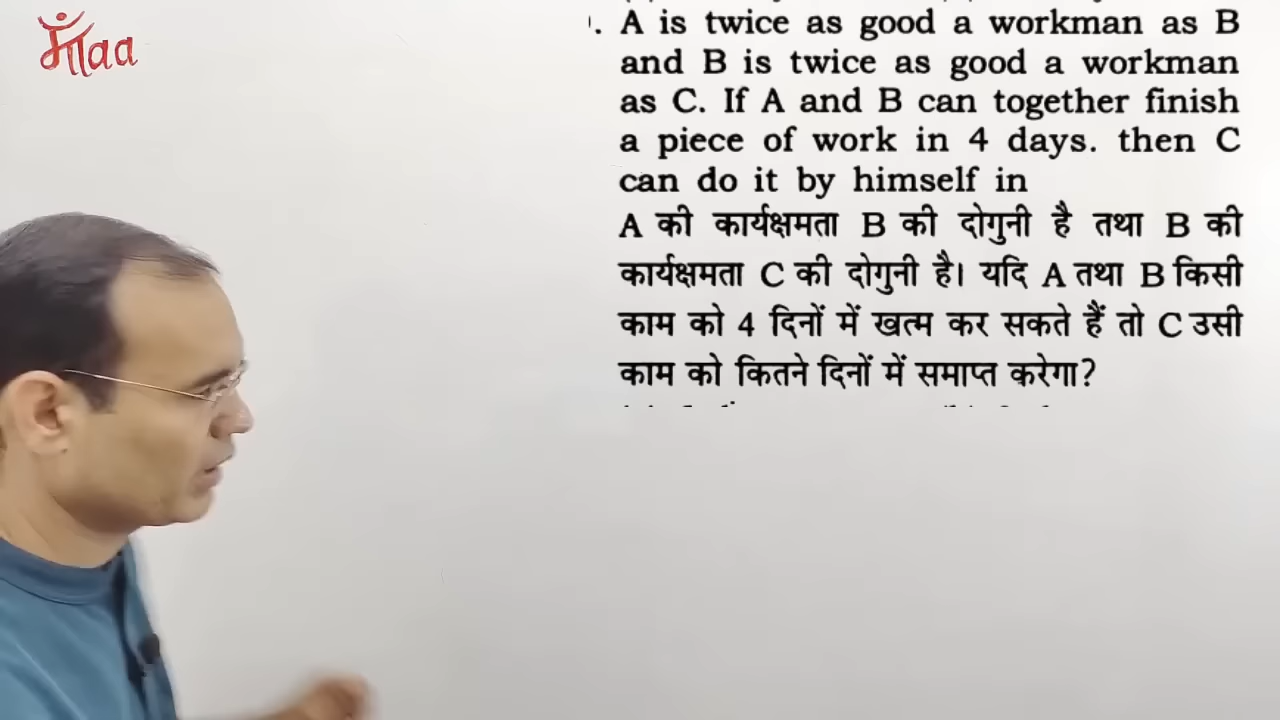 माँaa
. A is twice as good a workman as B
and B is twice as good a workman
as C. If A and B can together finish
a piece of work in 4 days. then C
can do it by himself in
A की कार्यक्षमता B की दोगुनी है तथा B की
कार्यक्षमता C की दोगुनी है। यदि A तथा B किसी
काम को 4 दिनों में खत्म कर सकते हैं तो C उसी
काम को कितने दिनों में समाप्त करेगा?